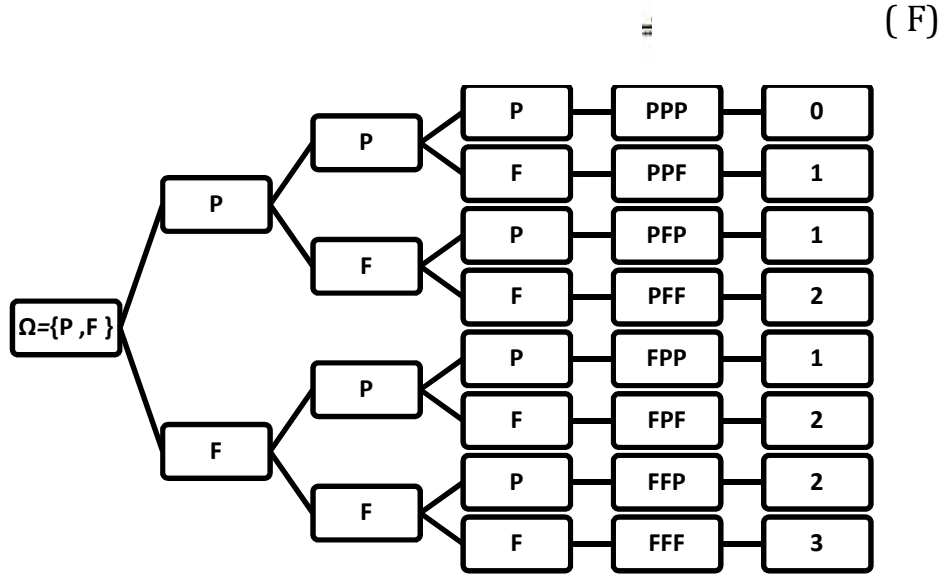 ( F)
P PPP 0
P
F PPF 1
P
P PFP 1
F
F PFF 2
Ω={P ,F }
P FPP 1
P
F FPF 2
F
P FFP 2
F
F FFF 3